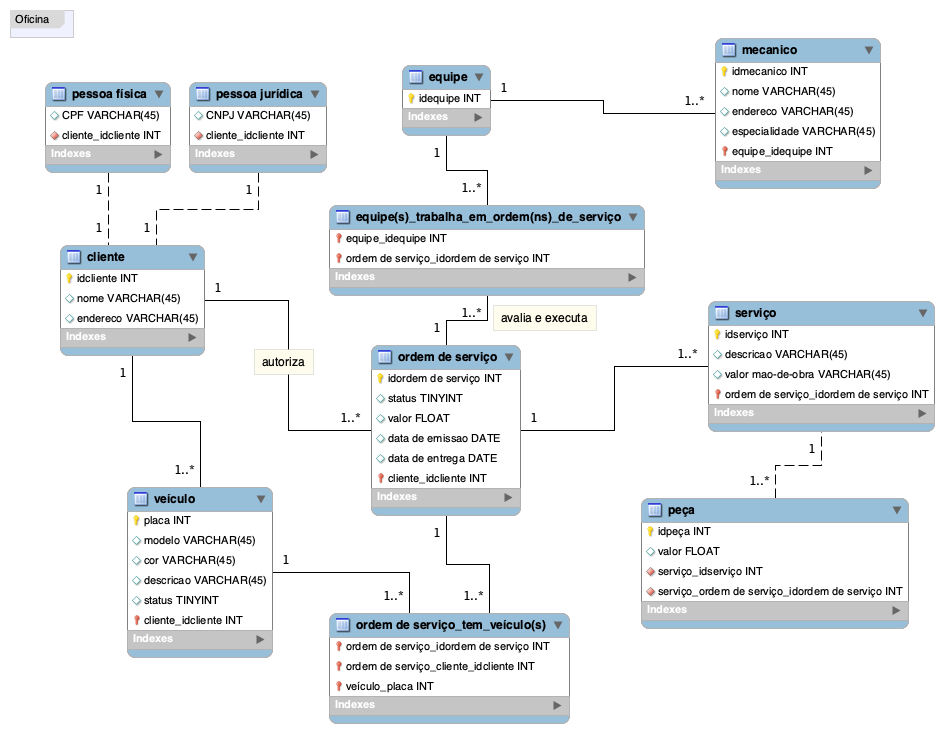 Oficina
pessoa física
CPF VARCHAR(45)
cliente_idcliente INT
Indexes
pessoa jurídica
CNPJ VARCHAR(45)
cliente_idcliente INT
Indexes
equipe
idequipe INT
Indexes
mecanico
idmecanico INT
nome VARCHAR(45)
endereco VARCHAR(45)
especialidade VARCHAR(45)
equipe_idequipe INT
Indexes
1
1..*
1
1..*
1
1
1
1
equipe(s)_trabalha_em_ordem(ns)_de_serviço
equipe_idequipe INT
ordem de serviço_idordem de serviço INT
Indexes
cliente
idcliente INT
nome VARCHAR(45)
endereco VARCHAR(45)
Indexes
1
1..*
1
avalia e executa
autoriza
1..*
ordem de serviço
idordem de serviço INT
status TINYINT
valor FLOAT
data de emissao DATE
data de entrega DATE
cliente_idcliente INT
Indexes
1
1..*
serviço
idserviço INT
descricao VARCHAR(45)
valor mao-de-obra VARCHAR(45)
ordem de serviço_idordem de serviço INT
Indexes
1
1..*
1
1..*
veículo
placa INT
modelo VARCHAR(45)
cor VARCHAR(45)
descricao VARCHAR(45)
status TINYINT
cliente_idcliente INT
Indexes
peça
idpeça INT
valor FLOAT
serviço_idserviço INT
serviço_ordem de serviço_idordem de serviço INT
Indexes
1
1..*
1
1..*
ordem de serviço_tem_veículo(s)
ordem de serviço_idordem de serviço INT
ordem de serviço_cliente_idcliente INT
veículo_placa INT
Indexes